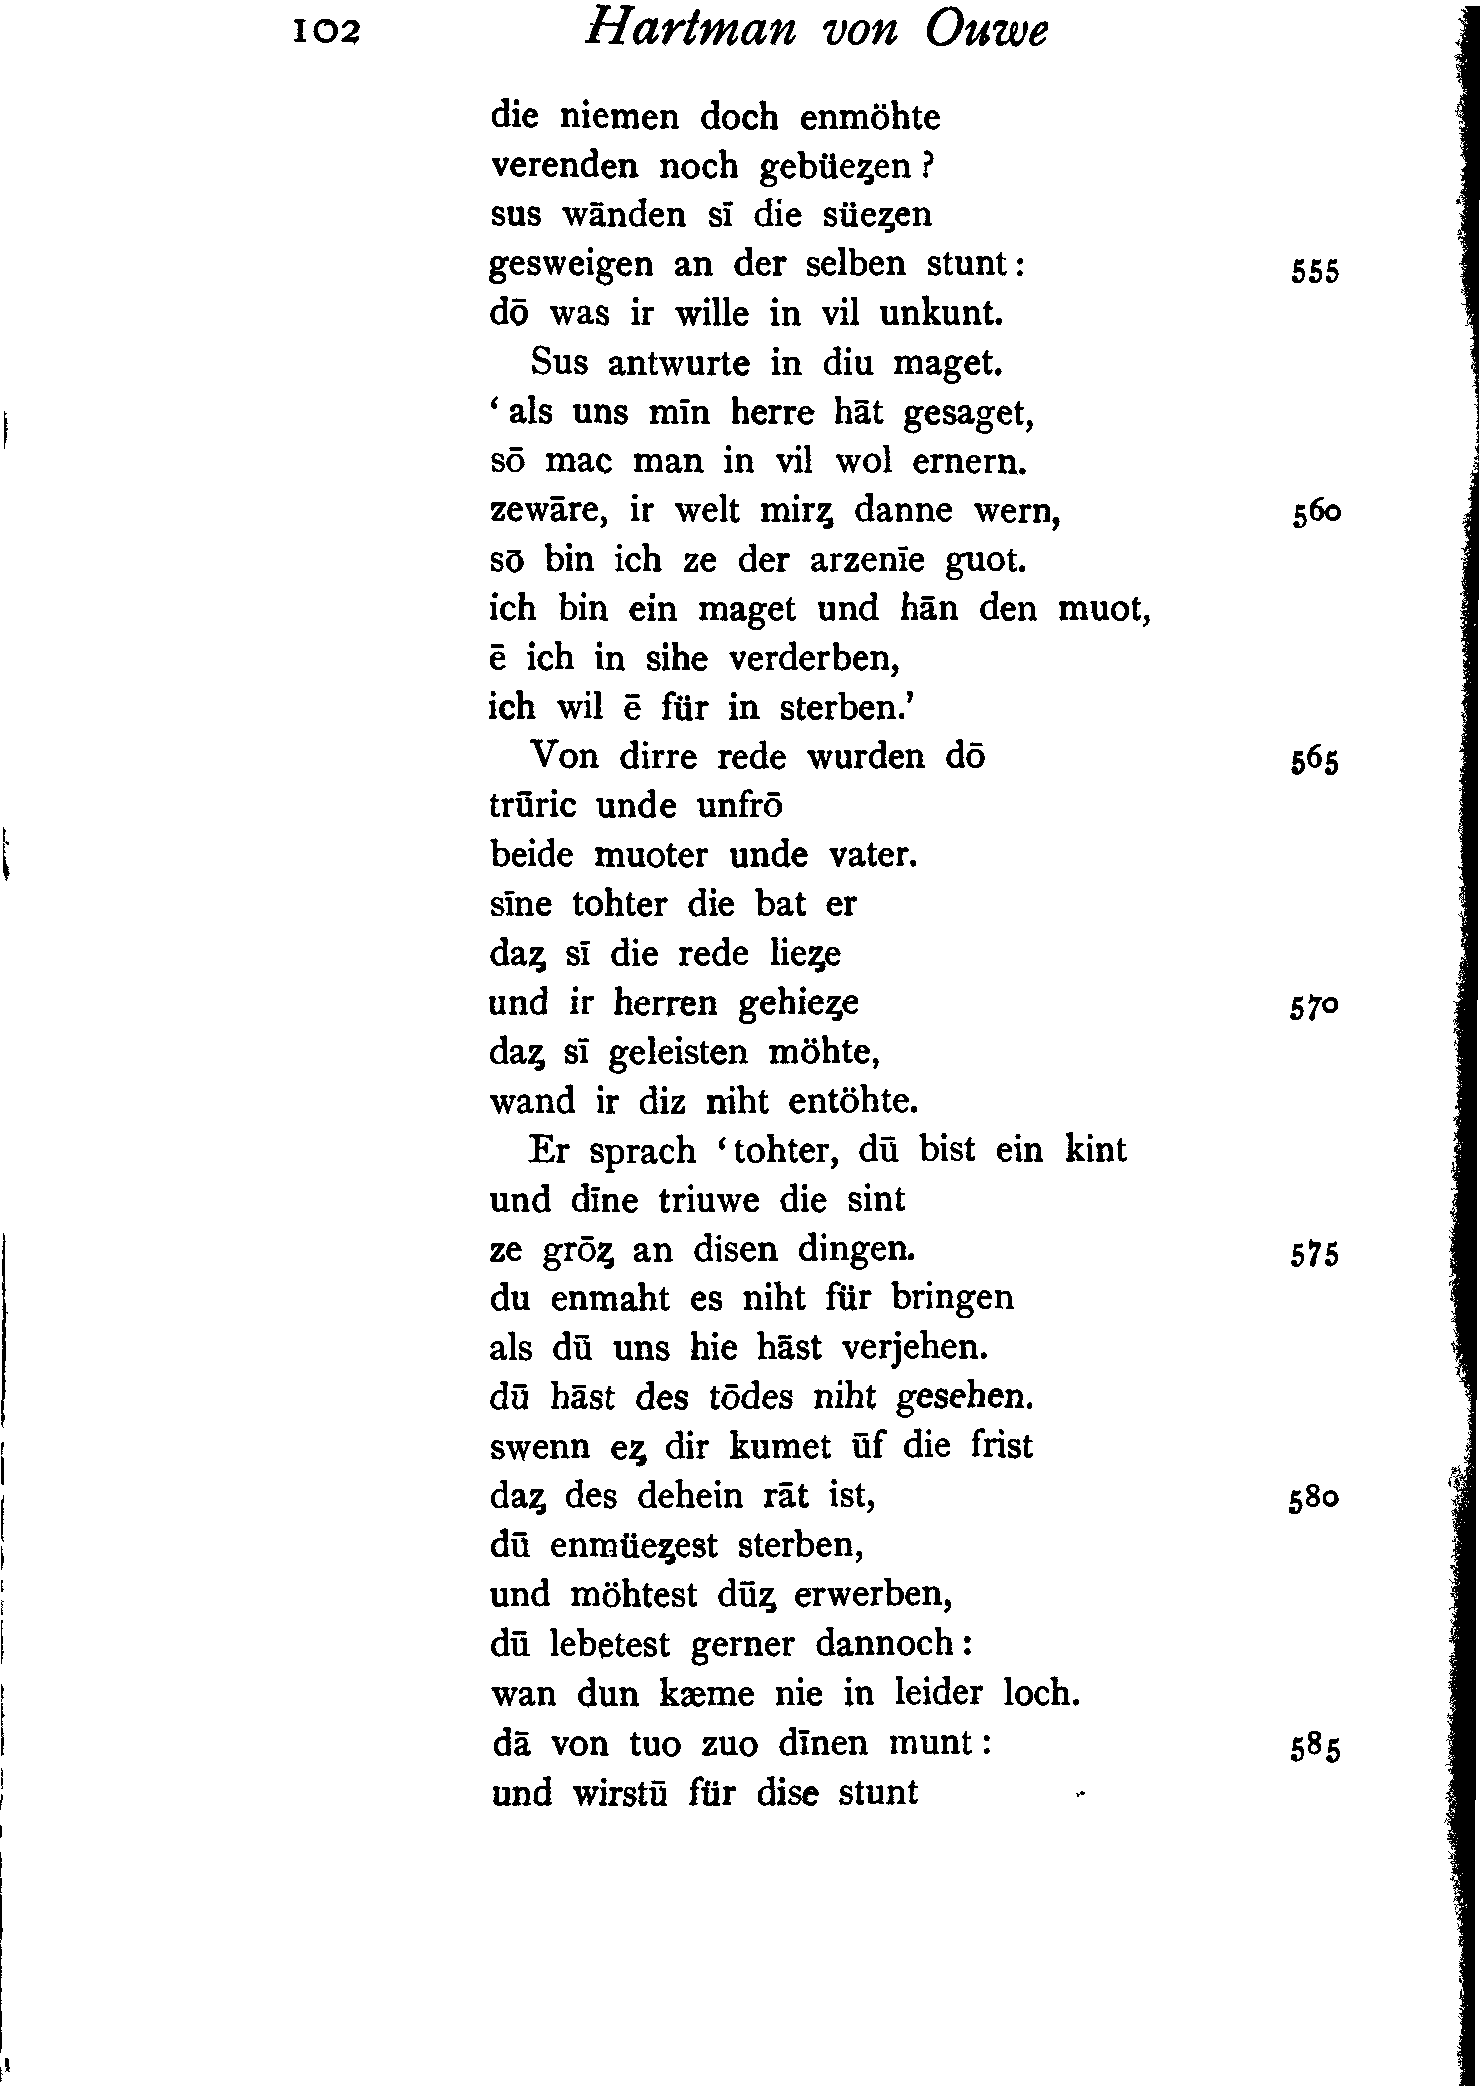 102 Hartman von Ouwe
die niemen doch enmöhte
verenden noch gebüeȥen ?
sus wānden sī die süeȥen
gesweigen an der selben stunt : 555
dō was ir wille in vil unkunt.
Sus antwurte in diu maget.
‘ als uns mīn herre hāt gesaget,
sō mac man in vil wol ernern.
zewāre, ir welt mirȥ danne wern, 560
sō bin ich ze der arzenīe guot.
ich bin ein maget und hān den muot,
ē ich in sihe verderben,
ich wil ē für in sterben.’
Von dirre rede wurden dō 565
trūric unde unfrō
beide muoter unde vater.
sīne tohter die bat er
daȥ sī die rede lieȥe
und ir herren gehieȥe 570
daȥ sī geleisten möhte,
wand ir diz niht entöhte.
Er sprach ‘ tohter, dū bist ein kint
und dīne triuwe die sint
ze grōȥ an disen dingen. 575
du enmaht es niht für bringen
als dū uns hie hāst verjehen.
dū hāst des tōdes niht gesehen.
swenn eȥ dir kumet ūf die frist
daȥ des dehein rāt ist, 580
dū enmüeȥest sterben,
und möhtest dūȥ erwerben,
dū lebetest gerner dannoch :
wan dun kæme nie in leider loch.
dā von tuo zuo dīnen munt : 585
und wirstū für dise stunt